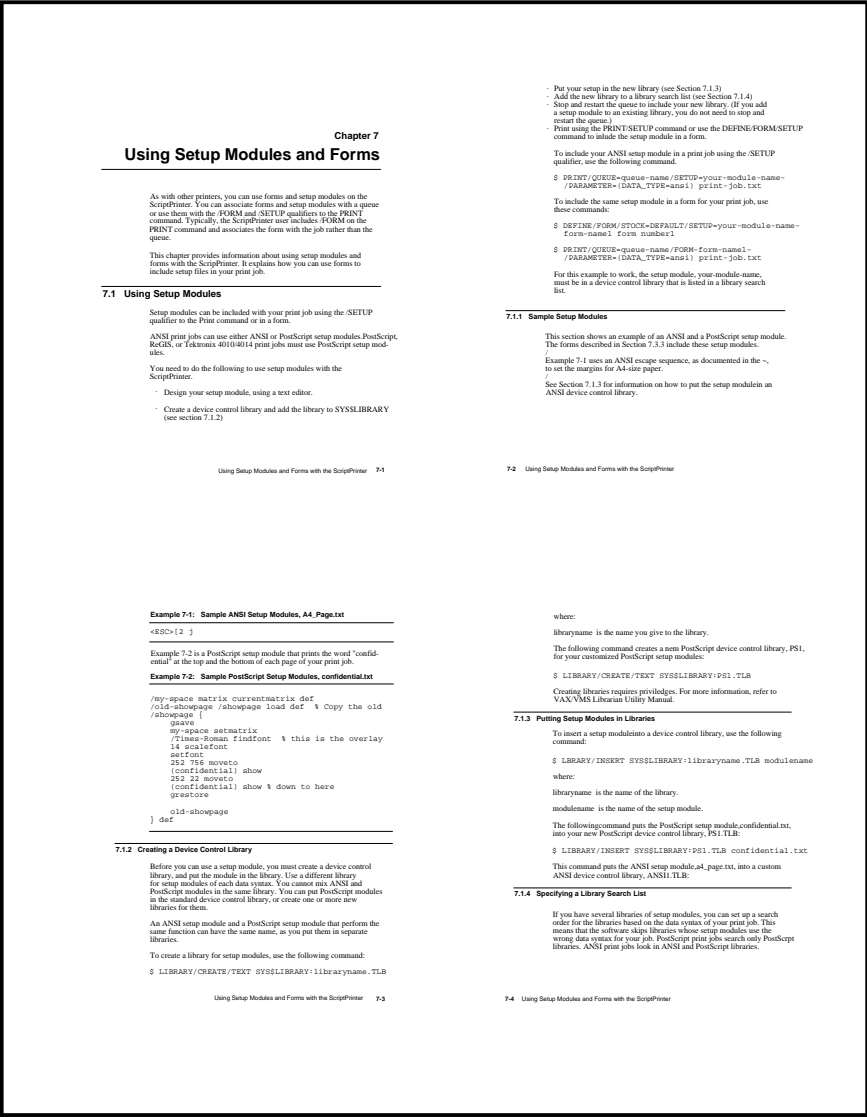 Chapter 7
Using Setup Modules and Forms
As with other printers, you can use forms and setup modules on the
ScriptPrinter. You can associate forms and setup modules with a queue
or use them with the /FORM and /SETUP qualifiers to the PRINT
command. Typically, the ScriptPrinter user includes /FORM on the
PRINT command and associates the form with the job rather than the
queue.
This chapter provides information about using setup modules and
forms with the ScripPrinter. It explains how you can use forms to
include setup files in your print job.
7.1 Using Setup Modules
Setup modules can be included with your print job using the /SETUP
qualifier to the Print command or in a form.
ANSI print jobs can use either ANSI or PostScript setup modules.PostScript,
ReGIS, or Tektronix 4010/4014 print jobs must use PostScript setup mod-
ules.
You need to do the following to use setup modules with the
ScriptPrinter.
· Design your setup module, using a text editor.
· Create a device control library and add the library to SYS$LIBRARY
(see section 7.1.2)
Using Setup Modules and Forms with the ScriptPrinter 7-1
· Put your setup in the new library (see Section 7.1.3)
· Add the new library to a library search list (see Section 7.1.4)
· Stop and restart the queue to include your new library. (If you add
a setup module to an existing library, you do not need to stop and
restart the queue.)
· Print using the PRINT/SETUP command or use the DEFINE/FORM/SETUP
command to inlude the setup module in a form.
To include your ANSI setup module in a print job using the /SETUP
qualifier, use the following command.
$ PRINT/QUEUE=queue-name/SETUP=your-module-name-
/PARAMETER=(DATA_TYPE=ansi) print-job.txt
To include the same setup module in a form for your print job, use
these commands:
$ DEFINE/FORM/STOCK=DEFAULT/SETUP=your-module-name-
form-name1 form number1
$ PRINT/QUEUE=queue-name/FORM-form-name1-
/PARAMETER=(DATA_TYPE=ansi) print-job.txt
For this example to work, the setup module, your-module-name,
must be in a device control library that is listed in a library search
list.
7.1.1 Sample Setup Modules
This section shows an example of an ANSI and a PostScript setup module.
The forms described in Section 7.3.3 include these setup modules.
/
Example 7-1 uses an ANSI escape sequence, as documented in the ~,
to set the margins for A4-size paper.
/
See Section 7.1.3 for information on how to put the setup modulein an
ANSI device control library.
7-2 Using Setup Modules and Forms with the ScriptPrinter
Example 7-1: Sample ANSI Setup Modules, A4_Page.txt
<ESC>[2 j
Example 7-2 is a PostScript setup module that prints the word "confid-
ential" at the top and the bottom of each page of your print job.
Example 7-2: Sample PostScript Setup Modules, confidential.txt
/my-space matrix currentmatrix def
/old-showpage /showpage load def % Copy the old
/showpage {
gsave
my-space setmatrix
/Times-Roman findfont % this is the overlay
14 scalefont
setfont
252 756 moveto
(confidential) show
252 22 moveto
(confidential) show % down to here
grestore
old-showpage
} def
7.1.2 Creating a Device Control Library
Before you can use a setup module, you must create a device control
library, and put the module in the library. Use a different library
for setup modules of each data syntax. You cannot mix ANSI and
PostScript modules in the same library. You can put PostScript modules
in the standard device control library, or create one or more new
libraries for them.
An ANSI setup module and a PostScript setup module that perform the
same function can have the same name, as you put them in separate
libraries.
To create a library for setup modules, use the following command:
$ LIBRARY/CREATE/TEXT SYS$LIBRARY:libraryname.TLB
Using Setup Modules and Forms with the ScriptPrinter 7-3
where:
libraryname is the name you give to the library.
The following command creates a nem PostScript device control library, PS1,
for your customized PostScript setup modules:
$ LIBRARY/CREATE/TEXT SYS$LIBRARY:PS1.TLB
Creating libraries requires priviledges. For more information, refer to
VAX/VMS Librarian Utility Manual.
7.1.3 Putting Setup Modules in Libraries
To insert a setup moduleinto a device control library, use the following
command:
$ LBRARY/INSERT SYS$LIBRARY:libraryname.TLB modulename
where:
libraryname is the name of the library.
modulename is the name of the setup module.
The followingcommand puts the PostScript setup module,confidential.txt,
into your new PostScript device control library, PS1.TLB:
$ LIBRARY/INSERT SYS$LIBRARY:PS1.TLB confidential.txt
This command puts the ANSI setup module,a4_page.txt, into a custom
ANSI device control library, ANSI1.TLB:
7.1.4 Specifying a Library Search List
If you have several libraries of setup modules, you can set up a search
order for the libraries based on the data syntax of your print job. This
means that the software skips libraries whose setup modules use the
wrong data syntax for your job. PostScript print jobs search only PostScrpt
libraries. ANSI print jobs look in ANSI and PostScript libraries.
7-4 Using Setup Modules and Forms with the ScriptPrinter